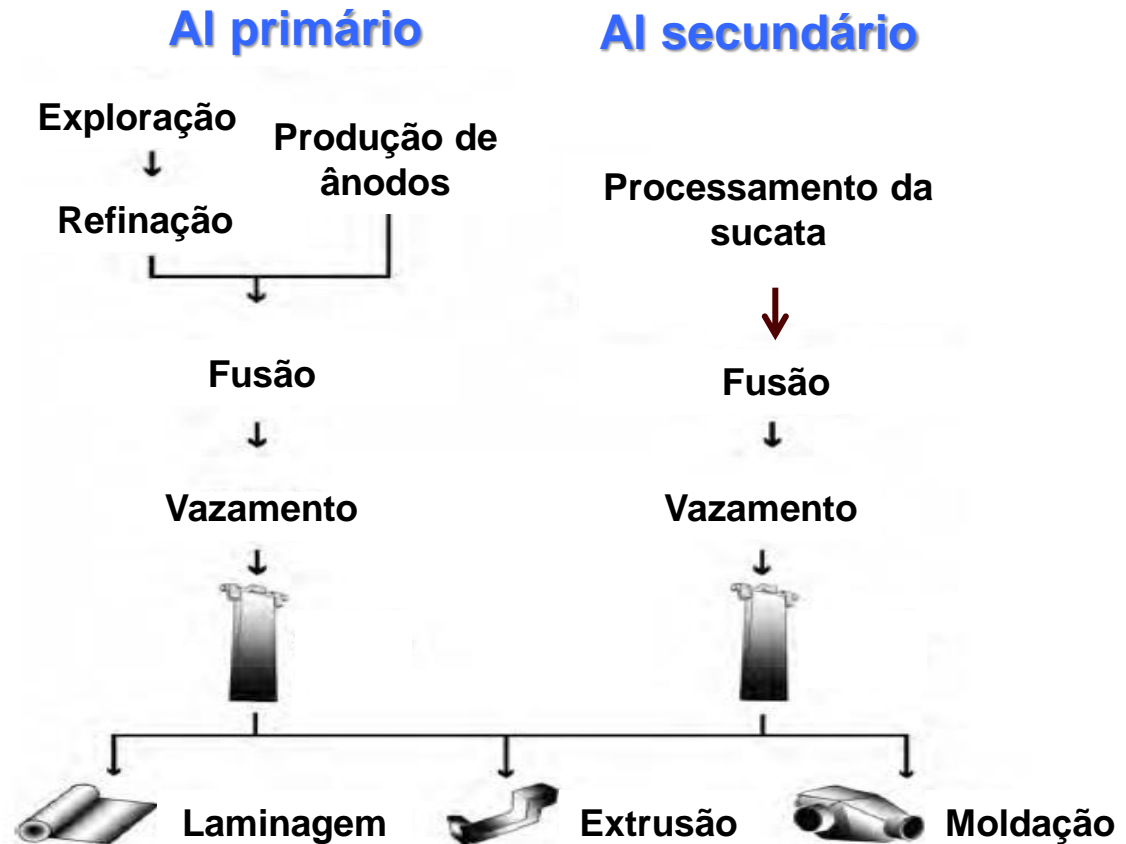 Al primário
Al secundário
Exploração
Produção de
ânodos
Refinação
Processamento da
sucata
Fusão
Fusão
Vazamento
Vazamento
Laminagem
Extrusão
Moldação